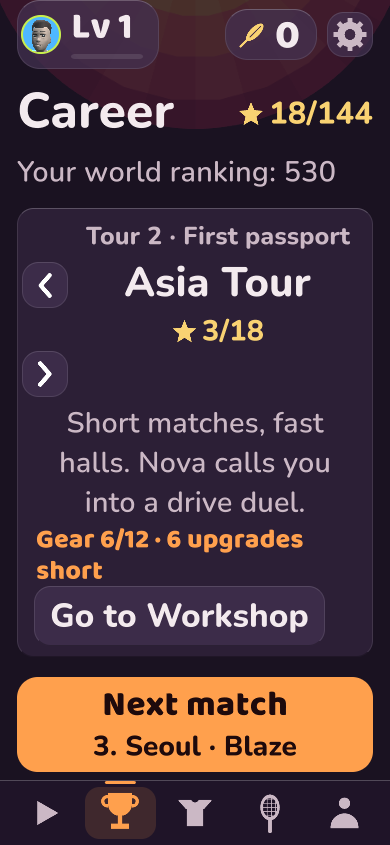 Lv 1
0
Career
18/144
Your world ranking: 530
Tour 2 · First passport
Asia Tour
3/18
Short matches, fast
halls. Nova calls you
into a drive duel.
Gear 6/12 · 6 upgrades
short
Go to Workshop
Next match
3. Seoul · Blaze